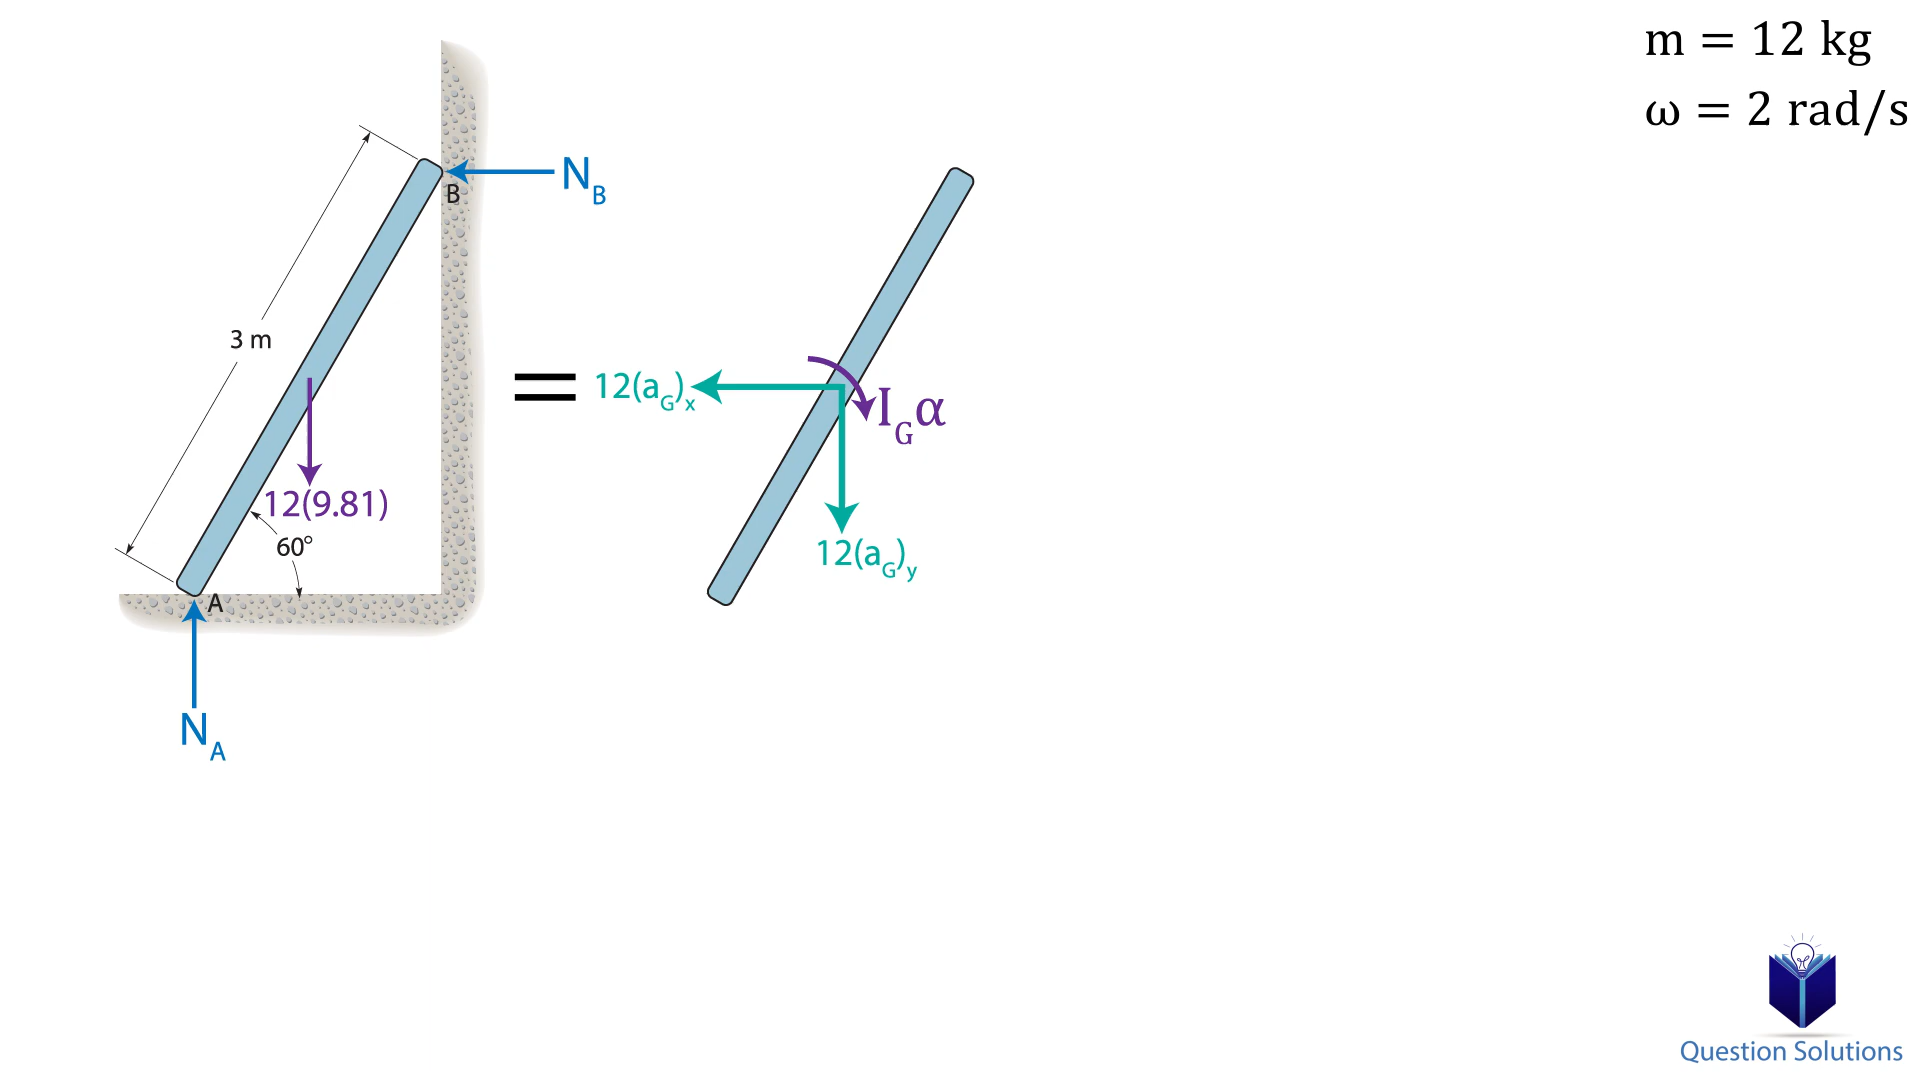 m = 12 kg
ω = 2 rad/s
N_B
B
3 m
12(a_G)_x
I_Gα
12(9.81)
60°
12(a_G)_y
A
N_A
Question Solutions